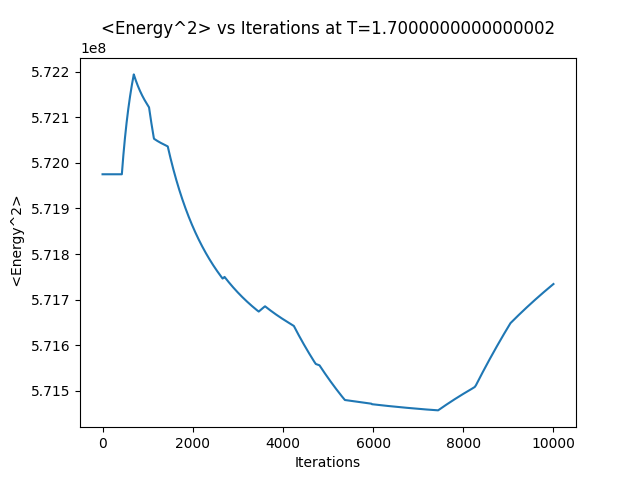 <Energy^2> vs Iterations at T=1.7000000000000002
1e8
5.722
5.721
5.720
5.719
5.718
5.717
5.716
5.715
<Energy^2>
0 2000 4000 6000 8000 10000
Iterations